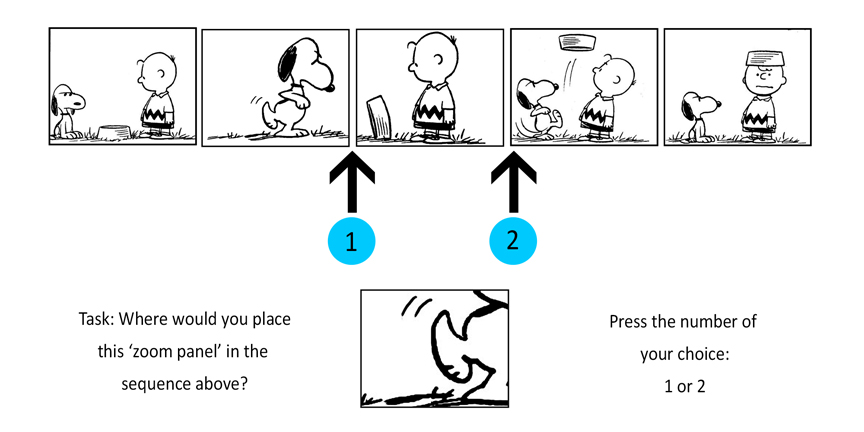 1
2
Task: Where would you place
this ‘zoom panel’ in the
sequence above?
Press the number of
your choice:
1 or 2